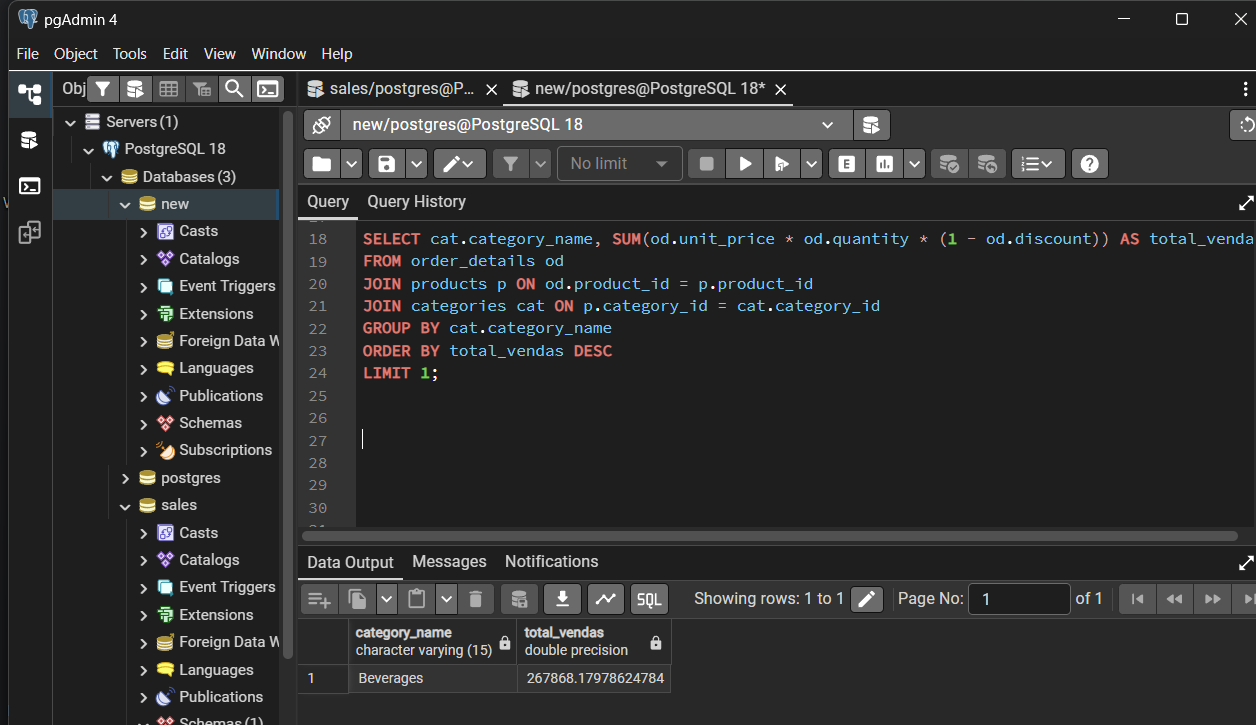 pgAdmin 4
File Object Tools Edit View Window Help
Obj
sales/postgres@P...
new/postgres@PostgreSQL 18*
Servers (1)
PostgreSQL 18
Databases (3)
new
Casts
Catalogs
Event Triggers
Extensions
Foreign Data W
Languages
Publications
Schemas
Subscriptions
postgres
sales
Casts
Catalogs
Event Triggers
Extensions
Foreign Data W
Languages
Publications
Schemas (1)
new/postgres@PostgreSQL 18
No limit
E
Query Query History
18 SELECT cat.category_name, SUM(od.unit_price * od.quantity * (1 - od.discount)) AS total_venda
19 FROM order_details od
20 JOIN products p ON od.product_id = p.product_id
21 JOIN categories cat ON p.category_id = cat.category_id
22 GROUP BY cat.category_name
23 ORDER BY total_vendas DESC
24 LIMIT 1;
25
26
27
28
29
30
Data Output Messages Notifications
SQL Showing rows: 1 to 1 Page No: 1 of 1
category_name total_vendas
character varying (15) double precision
1 Beverages 267868.17978624784